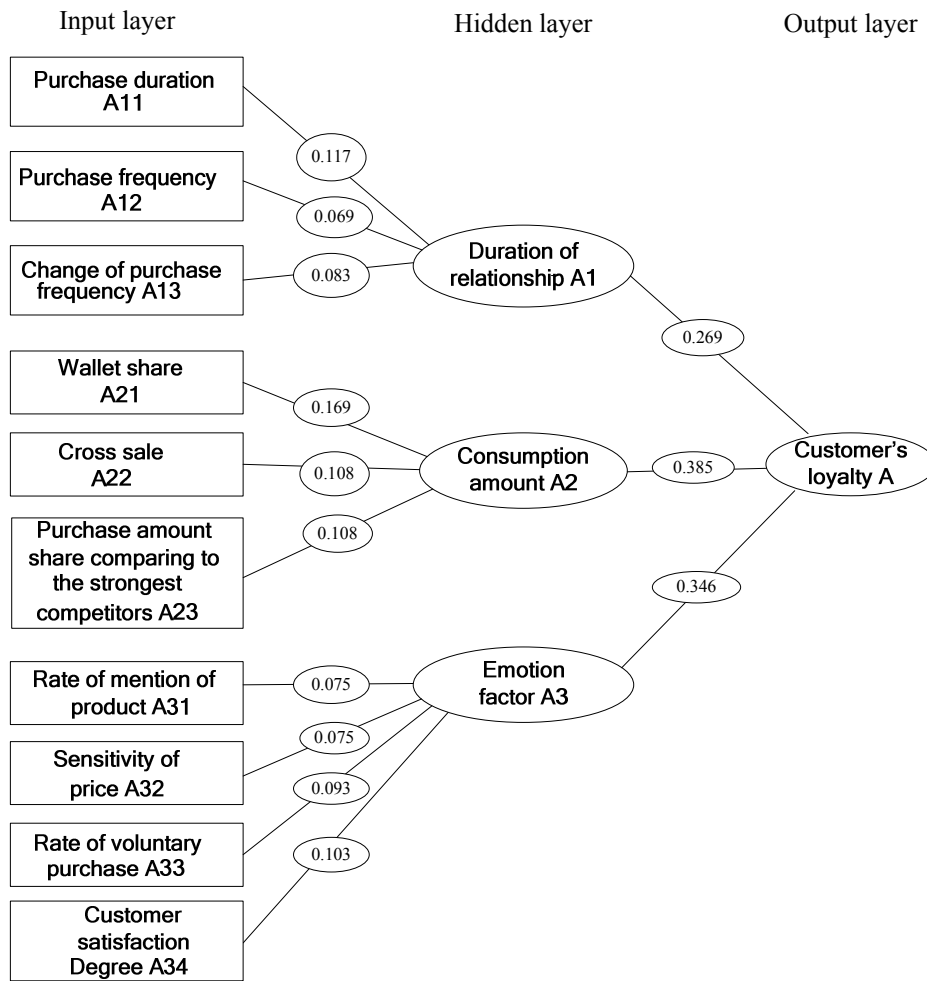 Input layer
Hidden layer
Output layer
Purchase duration
A11
0.117
Purchase frequency
A12
0.069
Change of purchase
frequency A13
0.083
Duration of
relationship A1
0.269
Wallet share
A21
0.169
Cross sale
A22
0.108
Purchase amount
share comparing to
the strongest
competitors A23
0.108
Consumption
amount A2
0.385
Customer's
loyalty A
0.346
Rate of mention of
product A31
0.075
Emotion
factor A3
Sensitivity of
price A32
0.075
Rate of voluntary
purchase A33
0.093
Customer
satisfaction
Degree A34
0.103